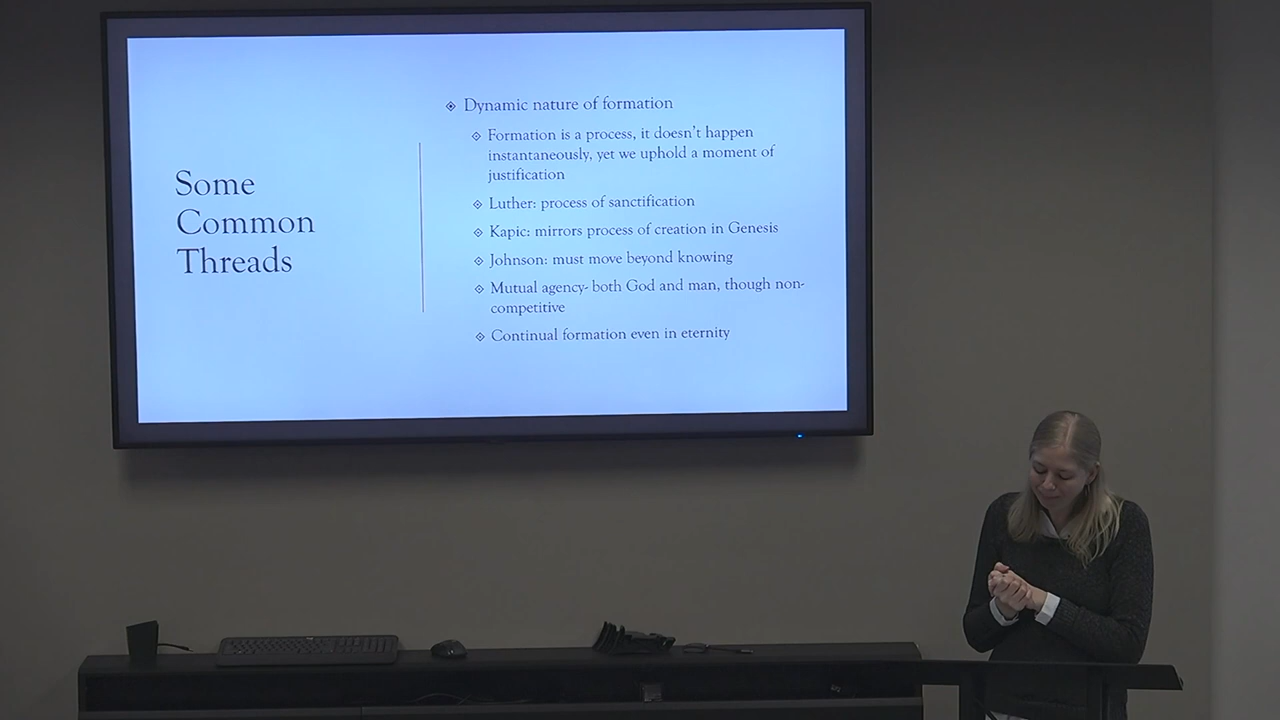 Some
Common
Threads
Dynamic nature of formation
Formation is a process, it doesn't happen
instantaneously, yet we uphold a moment of
justification
Luther: process of sanctification
Kapic: mirrors process of creation in Genesis
Johnson: must move beyond knowing
Mutual agency- both God and man, though non-
competitive
Continual formation even in eternity